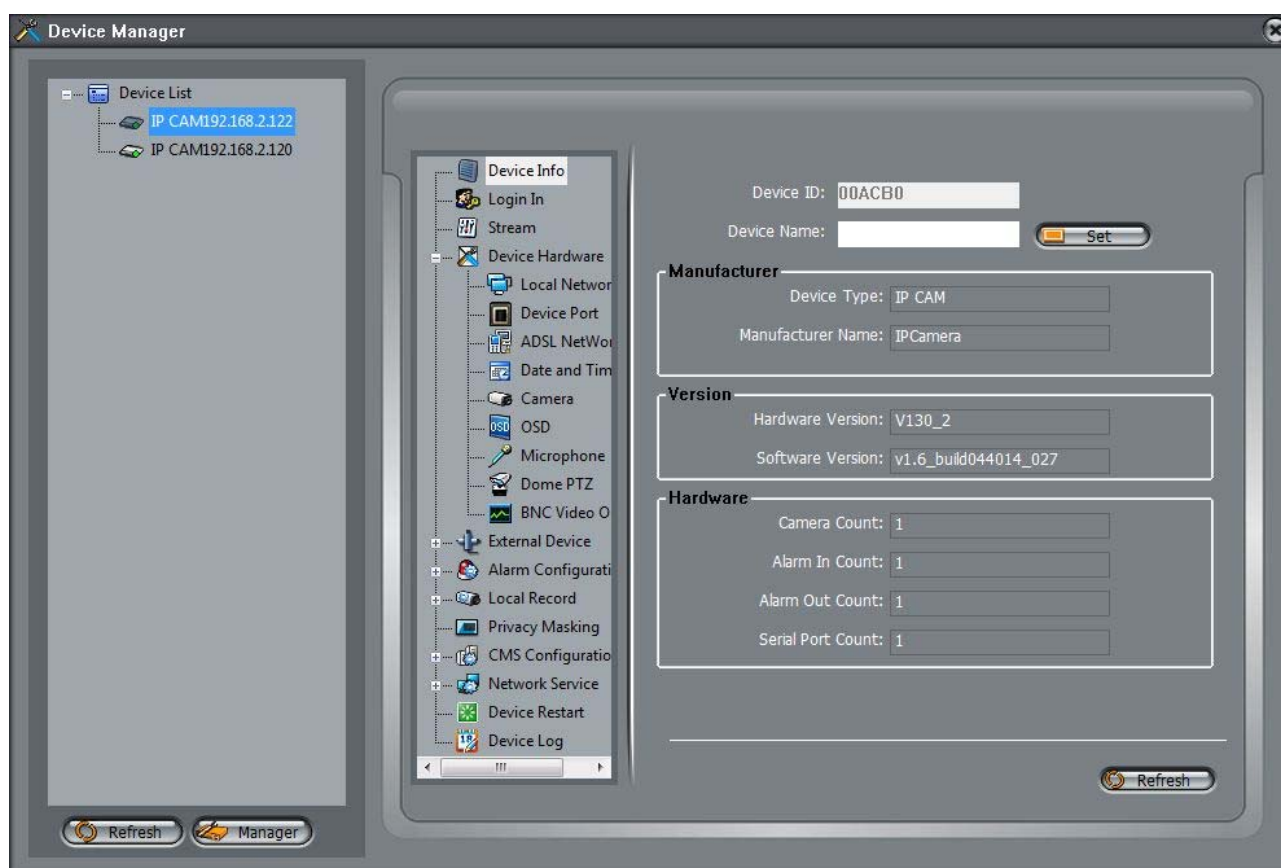 Device Manager
Device List
IP CAM192.168.2.122
IP CAM192.168.2.120
Refresh
Manager
Device Info
Login In
Stream
Device Hardware
Local Networ
Device Port
ADSL NetWor
Date and Tim
Camera
OSD
Microphone
Dome PTZ
BNC Video O
External Device
Alarm Configurati
Local Record
Privacy Masking
CMS Configuratio
Network Service
Device Restart
Device Log
Device ID: 00ACB0
Device Name:
Set
Manufacturer
Device Type: IP CAM
Manufacturer Name: IPCamera
Version
Hardware Version: V130_2
Software Version: v1.6_build044014_027
Hardware
Camera Count: 1
Alarm In Count: 1
Alarm Out Count: 1
Serial Port Count: 1
Refresh